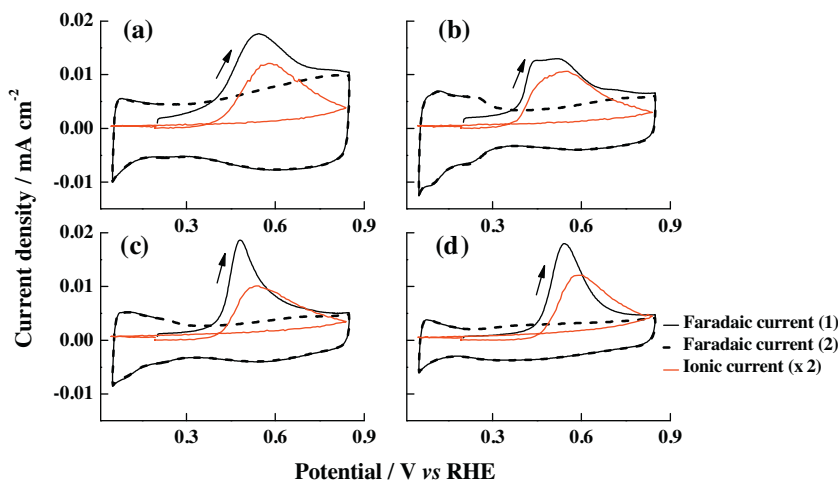 (a)
(b)
0.02
0.01
0.00
-0.01
0.3 0.6 0.9
0.3 0.6 0.9
(c)
(d)
0.02
0.01
0.00
-0.01
0.3 0.6 0.9
0.3 0.6 0.9
Current density / mA cm⁻²
Faradaic current (1)
Faradaic current (2)
Ionic current (x 2)
Potential / V vs RHE